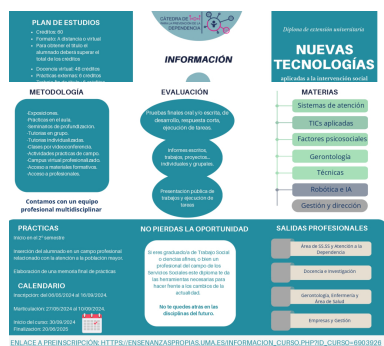 PLAN DE ESTUDIOS
• Créditos: 60
• Formato: A distancia o virtual
• Para obtener el título el
alumnado deberá superar el
total de los créditos
• Docencia virtual: 48 créditos
• Prácticas externas: 6 créditos
CÁTEDRA DE
DEPENDENCIA
INFORMACIÓN
Diploma de extensión universitaria
NUEVAS
TECNOLOGÍAS
aplicadas a la intervención social
METODOLOGÍA
-Exposiciones.
-Prácticas en el aula.
-Seminarios de profundización.
-Tutorías en grupo.
-Tutorías individualizadas.
-Clases por videoconferencia.
-Actividades prácticas de campo.
-Campus virtual profesionalizado.
-Acceso a materiales formativos.
-Acceso a profesionales.
Contamos con un equipo
profesional multidisciplinar
EVALUACIÓN
Pruebas finales oral y/o escrita, de
desarrollo, respuesta corta,
ejecución de tareas.
Informes escritos,
trabajos, proyectos...
individuales y grupales.
Presentación pública de
trabajos y ejecución de
tareas
MATERIAS
Sistemas de atención
TICs aplicadas
Factores psicosociales
Gerontología
Técnicas
Robótica e IA
Gestión y dirección
PRÁCTICAS
Inicio en el 2º semestre
Inserción del alumnado en un campo profesional
relacionado con la atención a la población mayor.
Elaboración de una memoria final de prácticas
CALENDARIO
Inscripción: del 06/05/2024 al 10/09/2024.
Matriculación: 27/05/2024 al 10/09/2024.
Inicio del curso: 30/09/2024
Finalización: 20/06/2025
NO PIERDAS LA OPORTUNIDAD
Si eres graduado/a de Trabajo Social
o ciencias afines, o bien un
profesional del campo de los
Servicios Sociales este diploma te da
las herramientas necesarias para
hacer frente a los cambios de la
actualidad.
No te quedes atrás en las
disciplinas del futuro.
SALIDAS PROFESIONALES
Área de SS.SS y Atención a la
Dependencia
Docencia e Investigación
Gerontología, Enfermería y
Área de Salud
Empresas y Gestión
ENLACE A PREINSCRIPCIÓN: HTTPS://ENSENANZASPROPIAS.UMA.ES/INFORMACION_CURSO.PHP?ID_CURSO=6903926